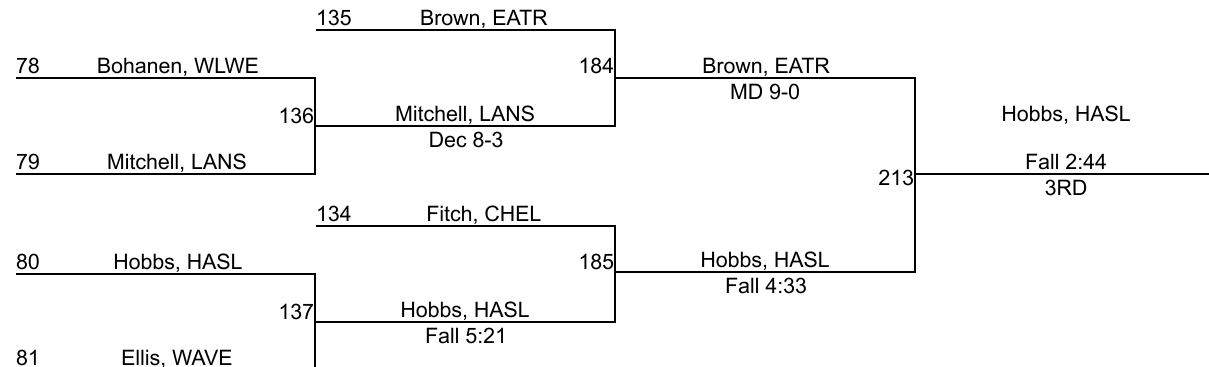 135 Brown, EATR
78 Bohanen, WLWE 184 Brown, EATR
MD 9-0
136 Mitchell, LANS Hobbs, HASL
Dec 8-3
79 Mitchell, LANS Fall 2:44
213 3RD
134 Fitch, CHEL
80 Hobbs, HASL 185 Hobbs, HASL
Fall 4:33
137 Hobbs, HASL
Fall 5:21
81 Ellis, WAVE